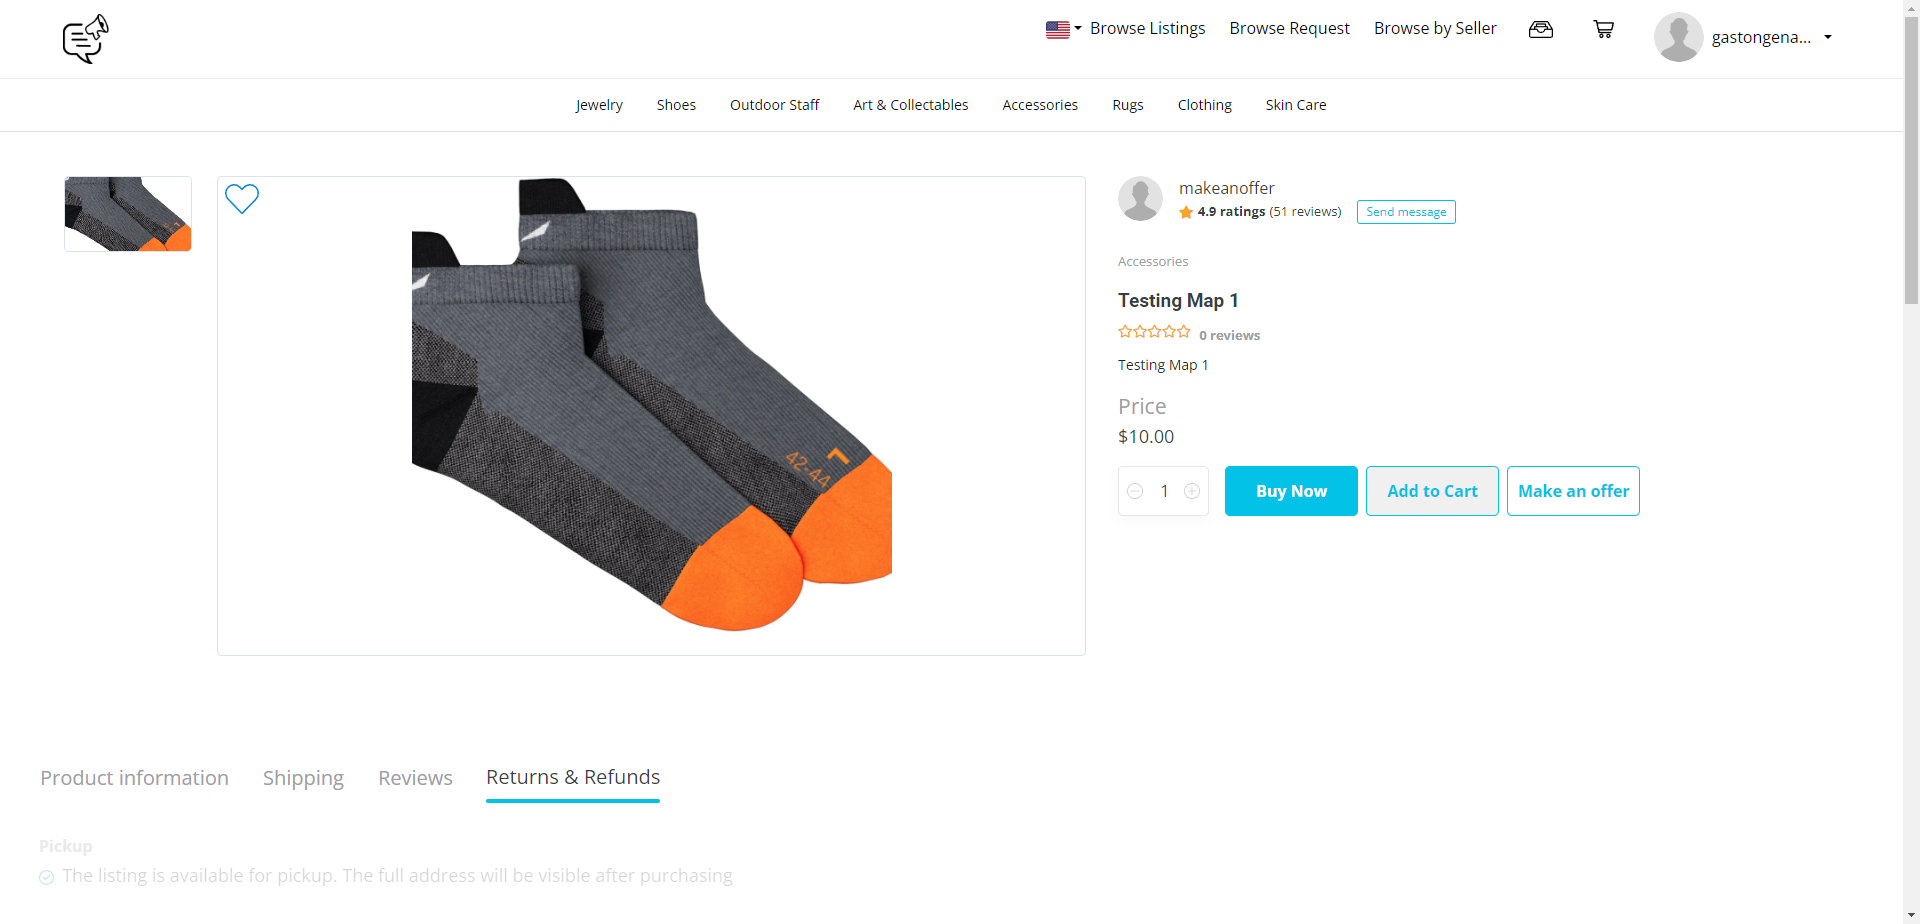 Browse Listings Browse Request Browse by Seller gastongena...
Jewelry Shoes Outdoor Staff Art & Collectables Accessories Rugs Clothing Skin Care
makeanoffer
4.9 ratings (51 reviews) Send message
Accessories
Testing Map 1
0 reviews
Testing Map 1
Price
$10.00
1 Buy Now Add to Cart Make an offer
42-44
Product information Shipping Reviews Returns & Refunds
Pickup
The listing is available for pickup. The full address will be visible after purchasing